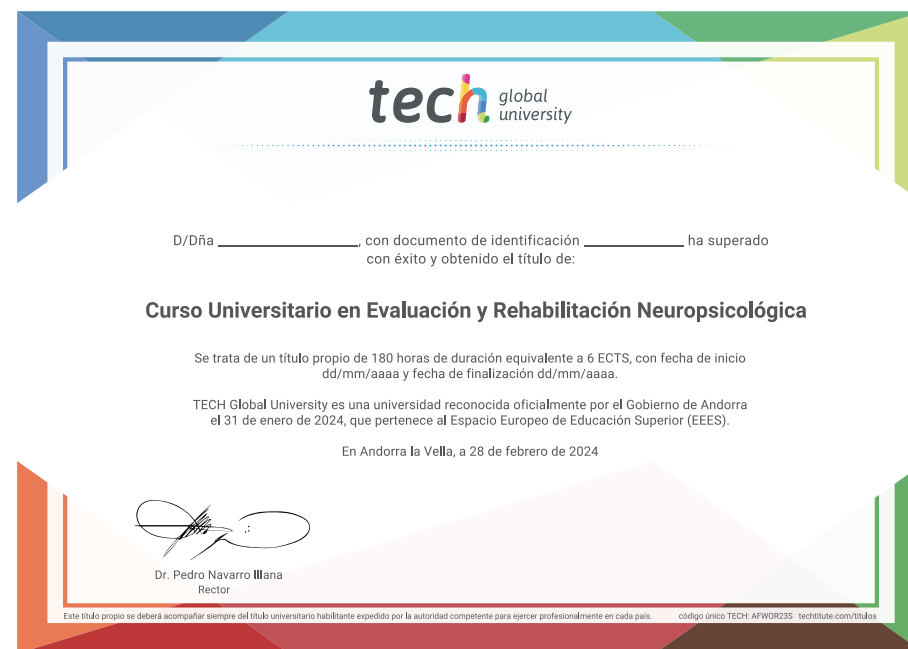 tech global university
D/Dña ____________________, con documento de identificación ______________ ha superado
con éxito y obtenido el título de:
Curso Universitario en Evaluación y Rehabilitación Neuropsicológica
Se trata de un título propio de 180 horas de duración equivalente a 6 ECTS, con fecha de inicio
dd/mm/aaaa y fecha de finalización dd/mm/aaaa.
TECH Global University es una universidad reconocida oficialmente por el Gobierno de Andorra
el 31 de enero de 2024, que pertenece al Espacio Europeo de Educación Superior (EEES).
En Andorra la Vella, a 28 de febrero de 2024
Dr. Pedro Navarro Illana
Rector
Este título propio se deberá acompañar siempre del título universitario habilitante expedido por la autoridad competente para ejercer profesionalmente en cada país. código único TECH: AFWOR23S techtitute.com/titulos